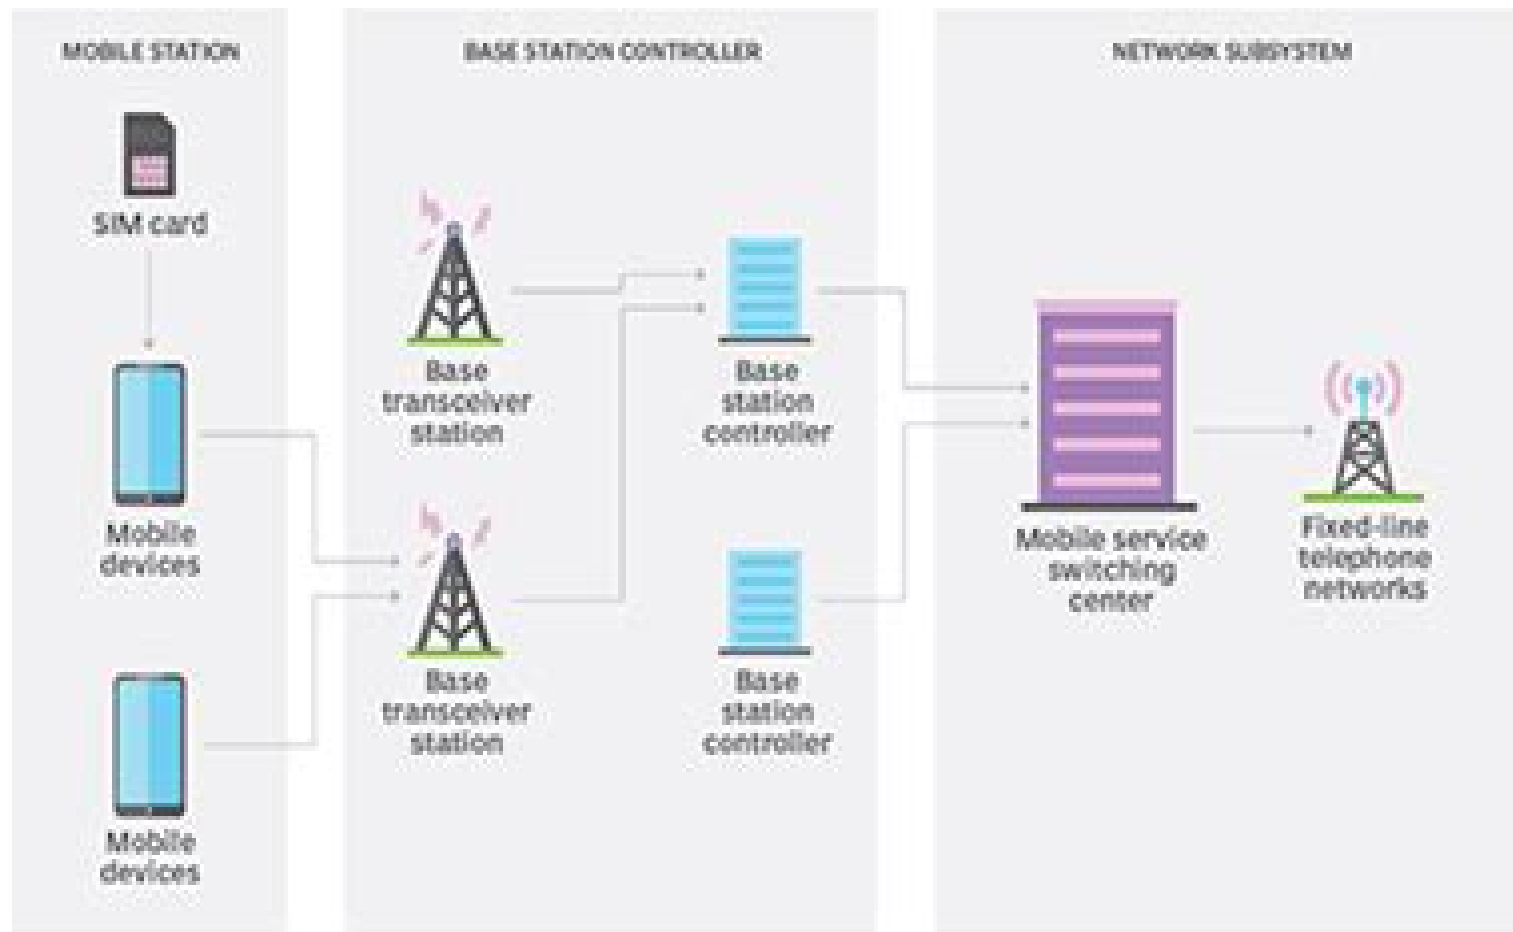 MOBILE STATION
SIM card
Mobile
devices
Mobile
devices
BASE STATION CONTROLLER
Base
transceiver
station
Base
station
controller
Base
transceiver
station
Base
station
controller
NETWORK SUBSYSTEM
Mobile service
switching
center
Fixed-line
telephone
networks